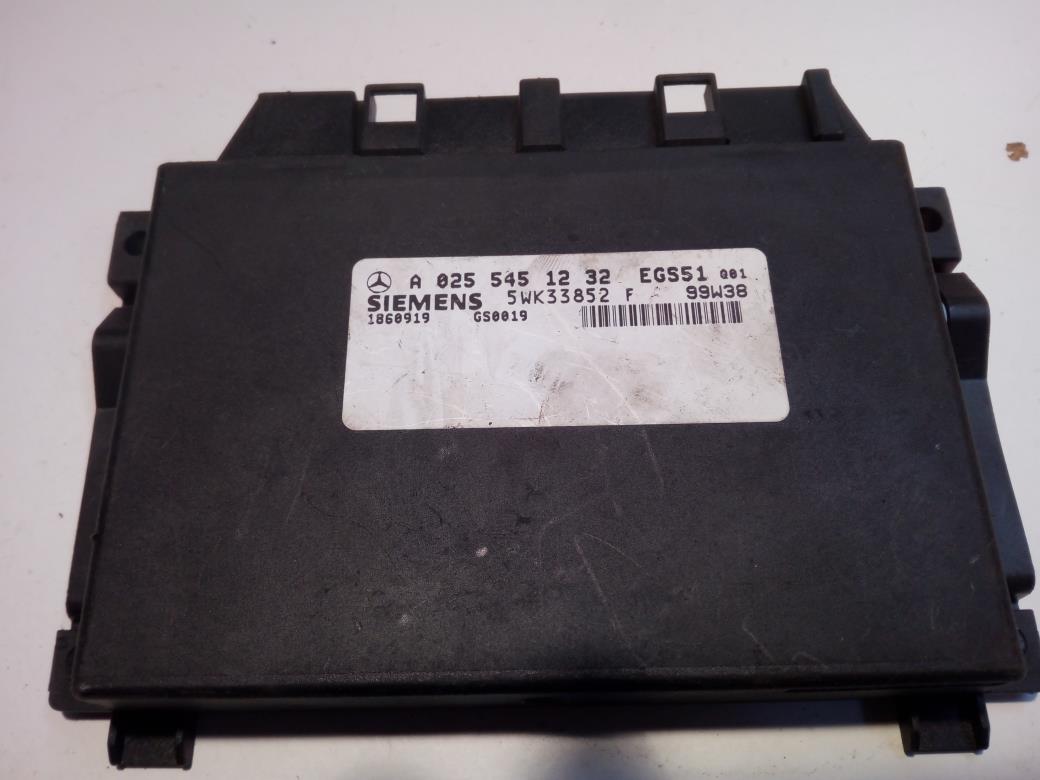 A 025 545 12 32 EGS51 Q01
SIEMENS 5WK33852 F 99W38
1860919 GS0019